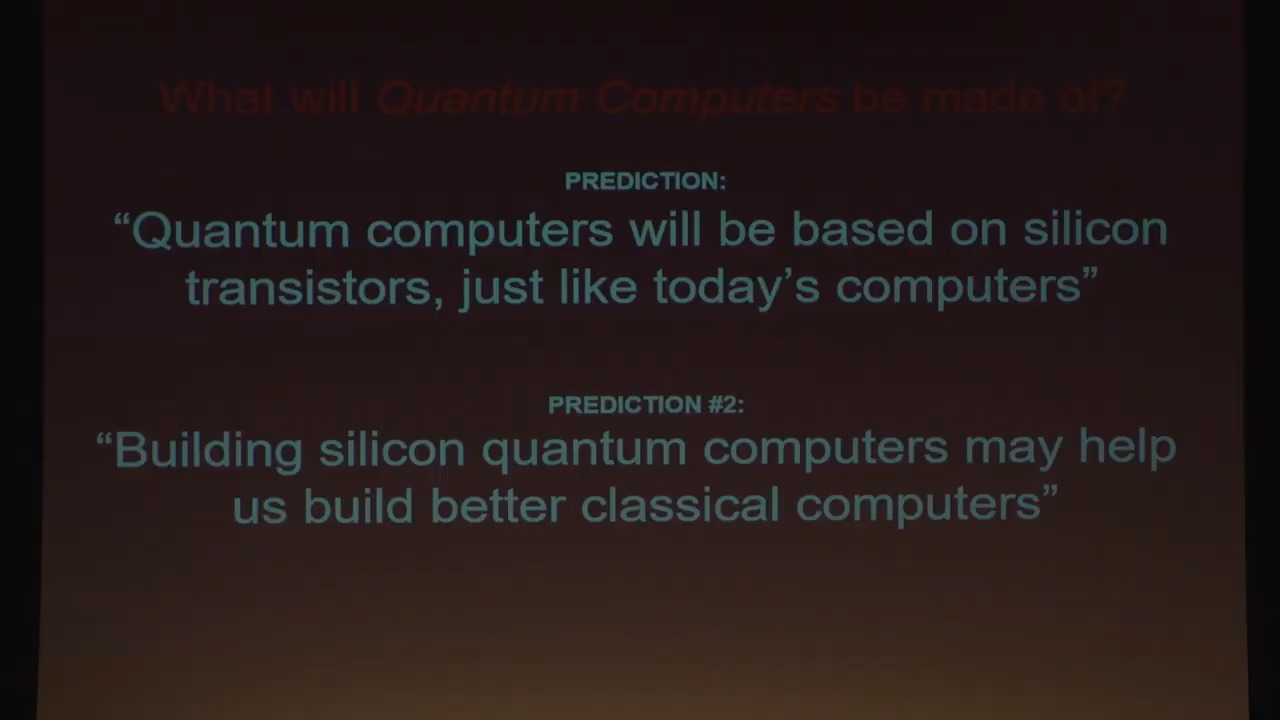 What will Quantum Computers be made of?
PREDICTION:
“Quantum computers will be based on silicon
transistors, just like today’s computers”
PREDICTION #2:
“Building silicon quantum computers may help
us build better classical computers”